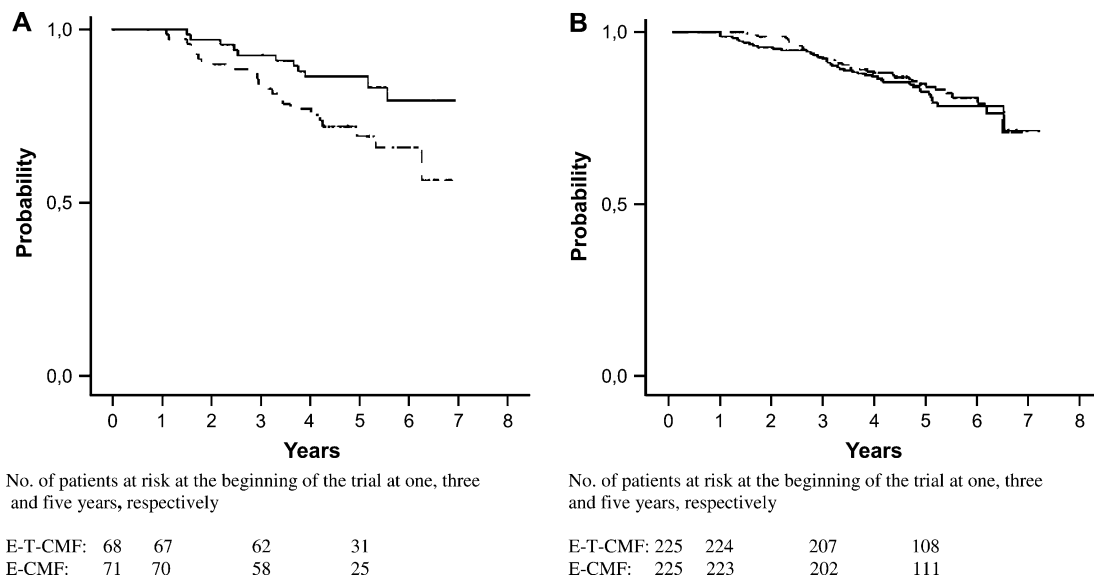 A
1,0
0,5
0,0
Probability
0 1 2 3 4 5 6 7 8
Years
No. of patients at risk at the beginning of the trial at one, three
and five years, respectively
E-T-CMF: 68 67 62 31
E-CMF: 71 70 58 25
B
1,0
0,5
0,0
Probability
0 1 2 3 4 5 6 7 8
Years
No. of patients at risk at the beginning of the trial at one, three
and five years, respectively
E-T-CMF: 225 224 207 108
E-CMF: 225 223 202 111